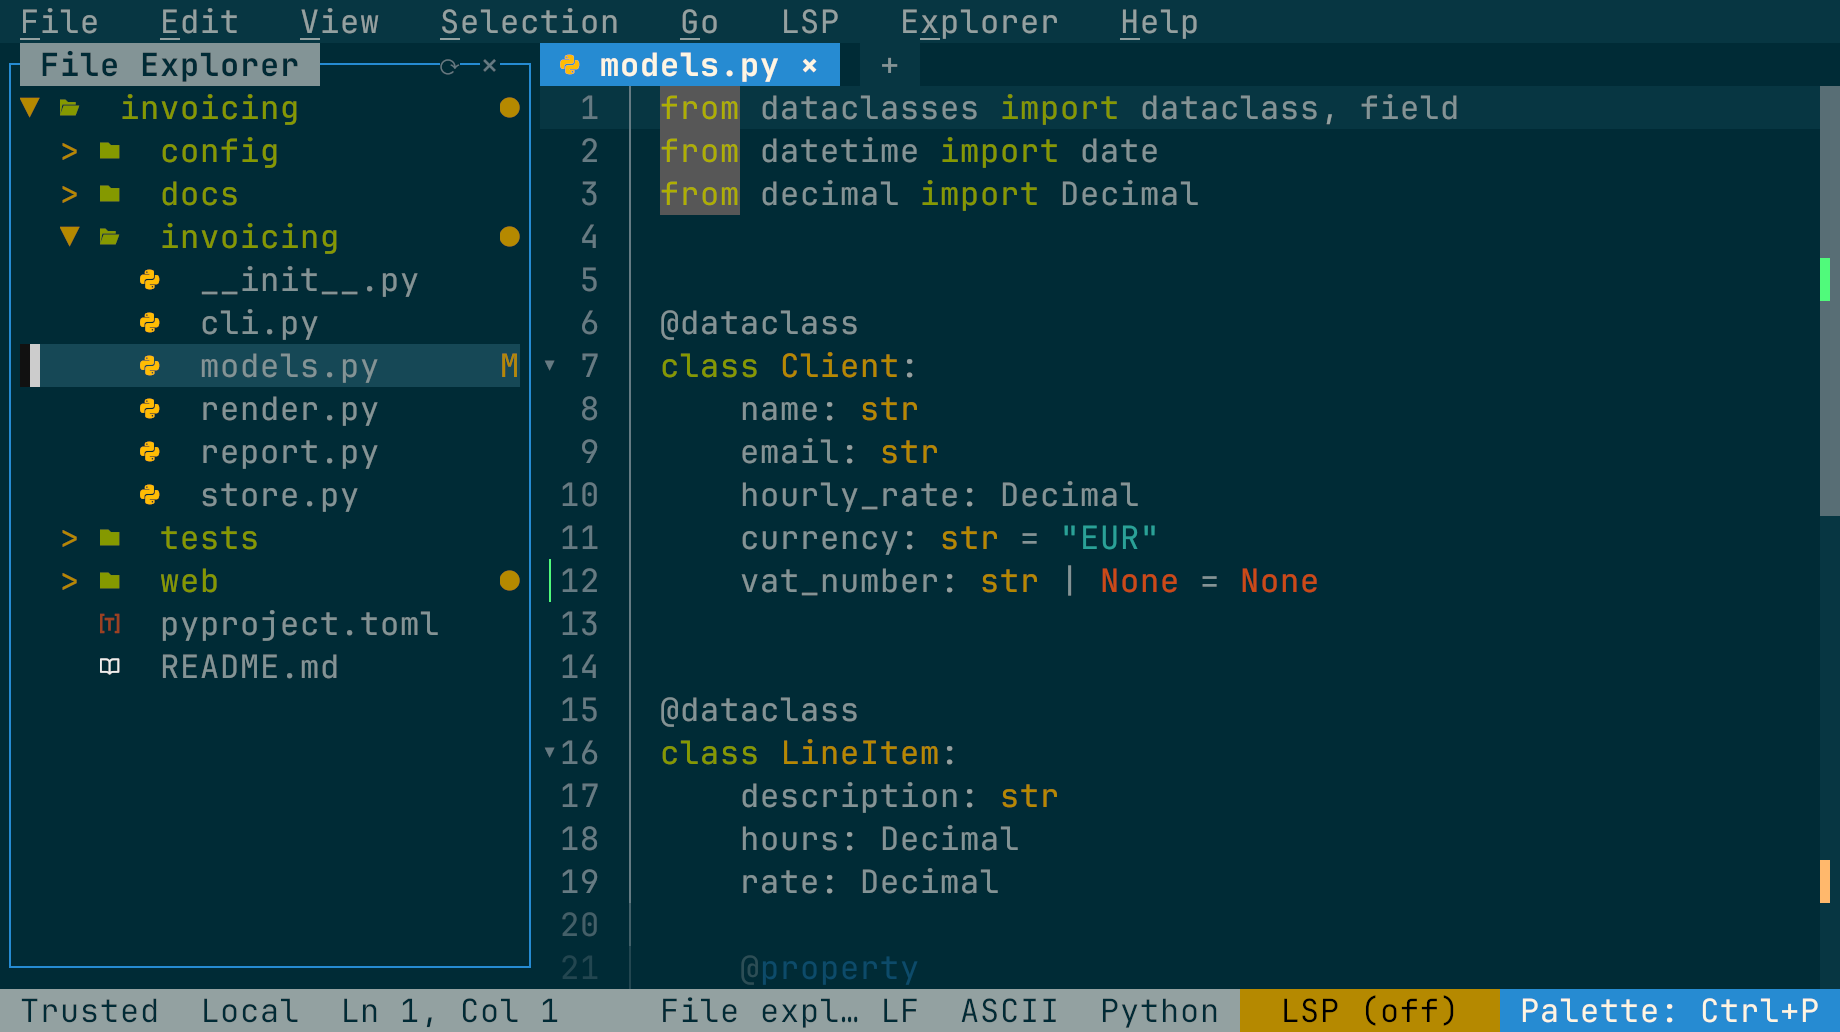 File Edit View Selection Go LSP Explorer Help
File Explorer ⟳ × models.py × +
▼ invoicing ●
> config
> docs
▼ invoicing ●
__init__.py
cli.py
models.py M
render.py
report.py
store.py
> tests
> web ●
[T] pyproject.toml
README.md
1 from dataclasses import dataclass, field
2 from datetime import date
3 from decimal import Decimal
4
5
6 @dataclass
▼ 7 class Client:
8 name: str
9 email: str
10 hourly_rate: Decimal
11 currency: str = "EUR"
12 vat_number: str | None = None
13
14
15 @dataclass
▼ 16 class LineItem:
17 description: str
18 hours: Decimal
19 rate: Decimal
20
21 @property
Trusted Local Ln 1, Col 1 File expl… LF ASCII Python LSP (off) Palette: Ctrl+P